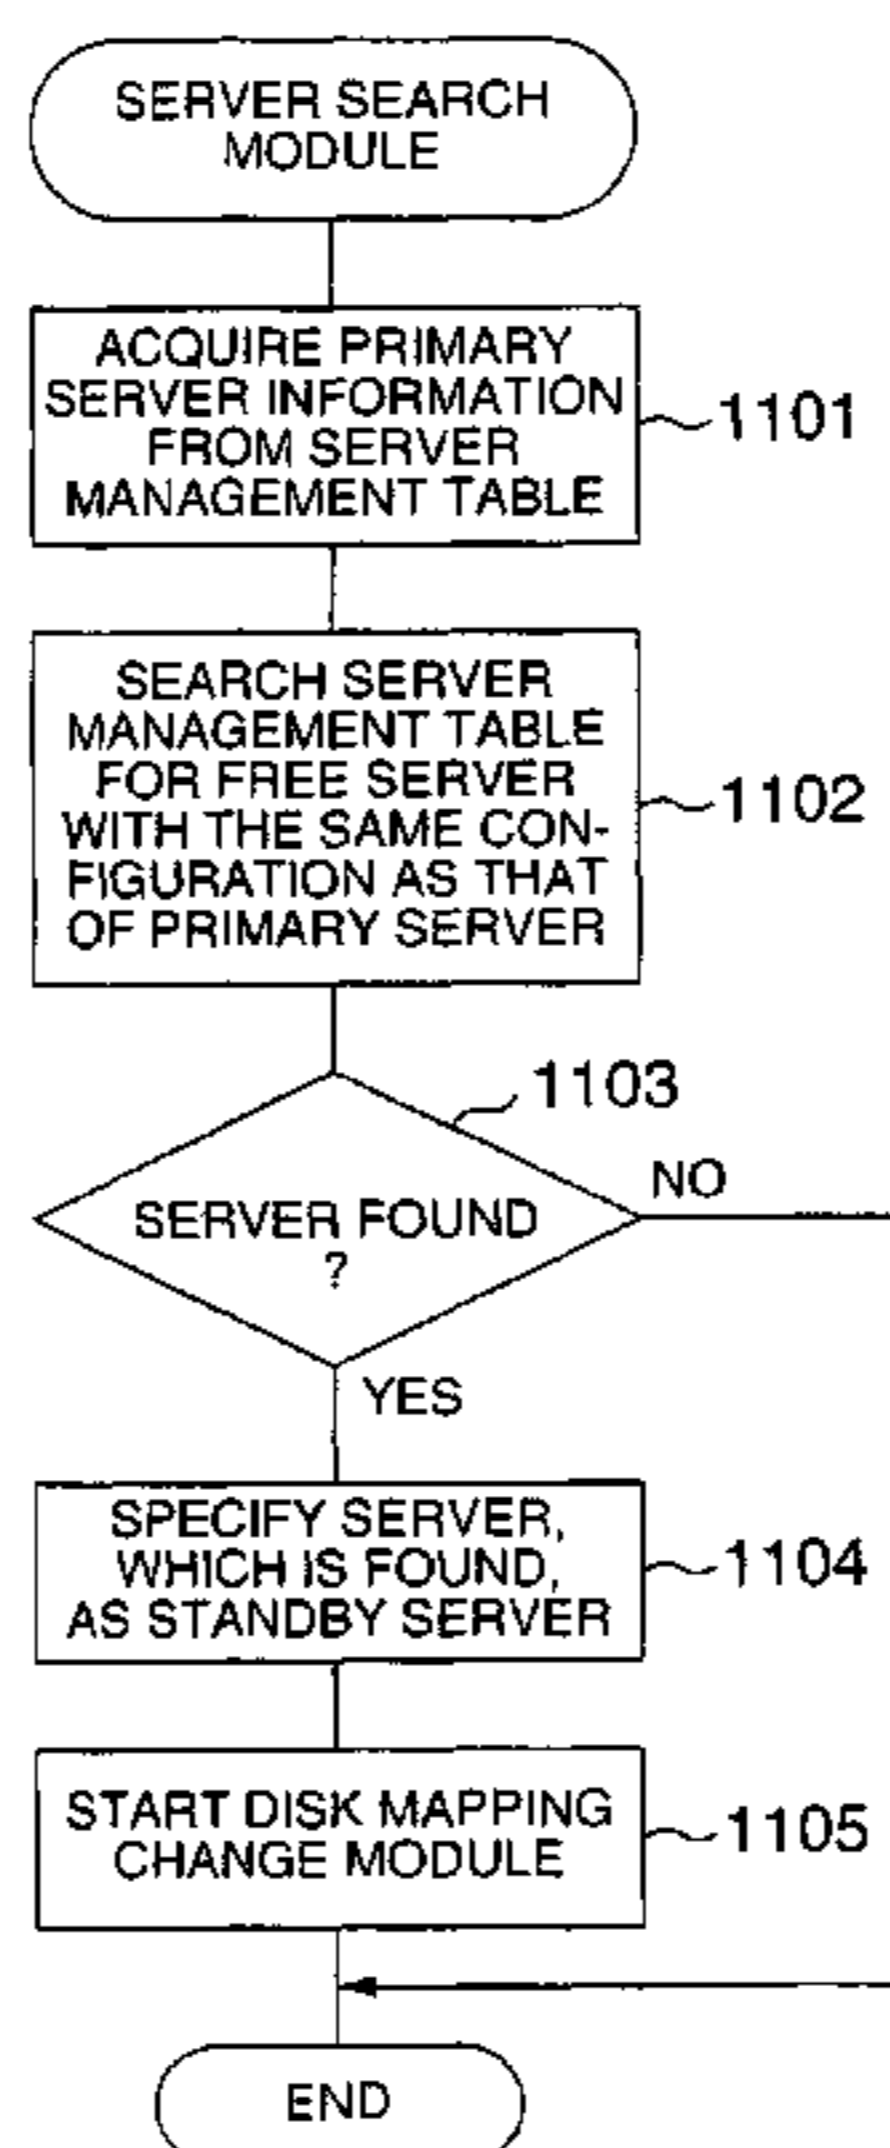 SERVER SEARCH
MODULE
ACQUIRE PRIMARY
SERVER INFORMATION
FROM SERVER
MANAGEMENT TABLE
1101
SEARCH SERVER
MANAGEMENT TABLE
FOR FREE SERVER
WITH THE SAME CON-
FIGURATION AS THAT
OF PRIMARY SERVER
1102
1103
SERVER FOUND
?
NO
YES
SPECIFY SERVER,
WHICH IS FOUND,
AS STANDBY SERVER
1104
START DISK MAPPING
CHANGE MODULE
1105
END